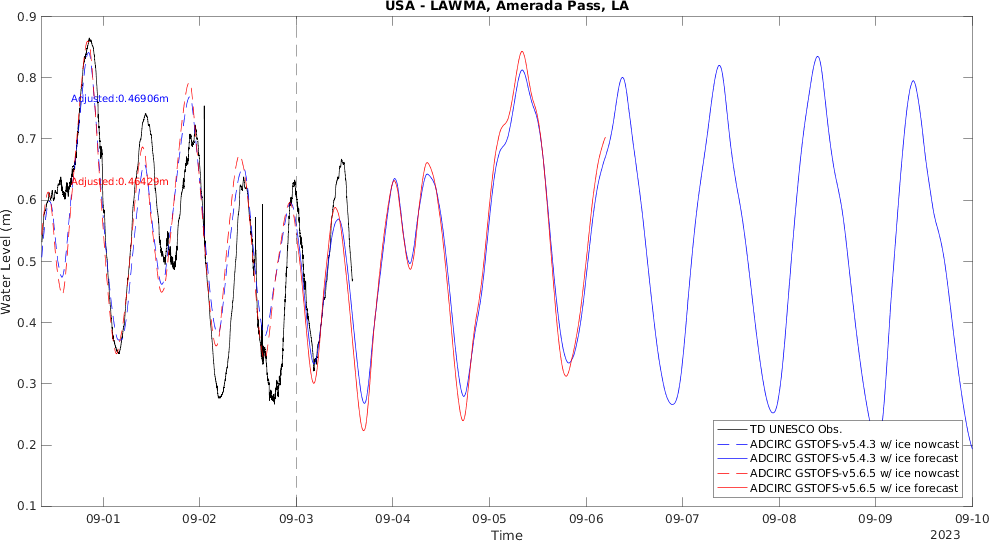 USA - LAWMA, Amerada Pass, LA
0.9
0.8
0.7
0.6
0.5
0.4
0.3
0.2
0.1
Water Level (m)
Adjusted:0.46906m
Adjusted:0.46429m
TD UNESCO Obs.
ADCIRC GSTOFS-v5.4.3 w/ ice nowcast
ADCIRC GSTOFS-v5.4.3 w/ ice forecast
ADCIRC GSTOFS-v5.6.5 w/ ice nowcast
ADCIRC GSTOFS-v5.6.5 w/ ice forecast
09-01 09-02 09-03 09-04 09-05 09-06 09-07 09-08 09-09 09-10
Time
2023